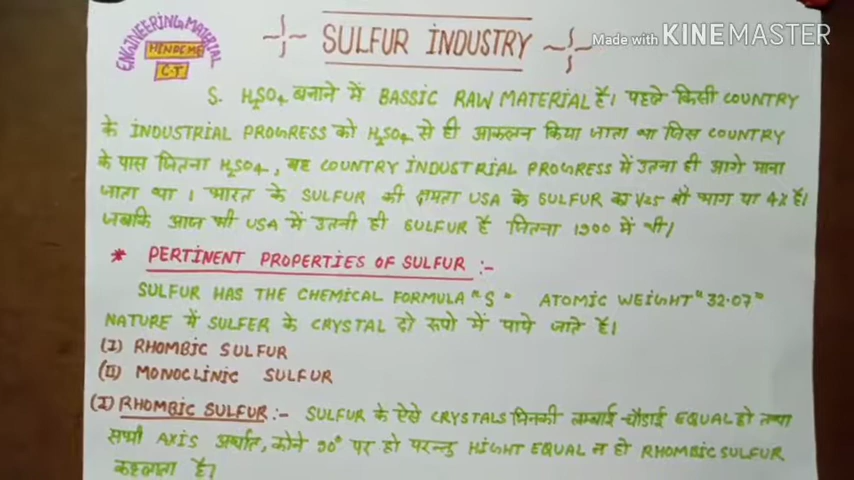 Made with KINEMASTER
ENGINEERING MATERIAL
HINDI ME
C.T
SULFUR INDUSTRY
S. H₂SO₄ बनाने में BASSIC RAW MATERIAL है। पहले किसी COUNTRY
के INDUSTRIAL PROGRESS को H₂SO₄ से ही आकलन किया जाता था जिस COUNTRY
के पास जितना H₂SO₄, वह COUNTRY INDUSTRIAL PROGRESS में उतना ही आगे माना
जाता था । भारत के SULFUR की क्षमता USA के SULFUR का 1/25 वाँ भाग या 4% है।
जबकि आज भी USA में उतनी ही SULFUR है जितना 1900 में थी।
* PERTINENT PROPERTIES OF SULFUR :-
SULFUR HAS THE CHEMICAL FORMULA "S" ATOMIC WEIGHT "32.07"
NATURE में SULFER के CRYSTAL दो रूपो में पाये जाते है।
(I) RHOMBIC SULFUR
(II) MONOCLINIC SULFUR
(I) RHOMBIC SULFUR :- SULFUR के ऐसे CRYSTALS जिनकी लम्बाई-चौडाई EQUAL हो तथा
सभी AXIS अर्थात, कोने 90° पर हो परन्तु HIGHT EQUAL न हो RHOMBIC SULFUR
कहलाता है।